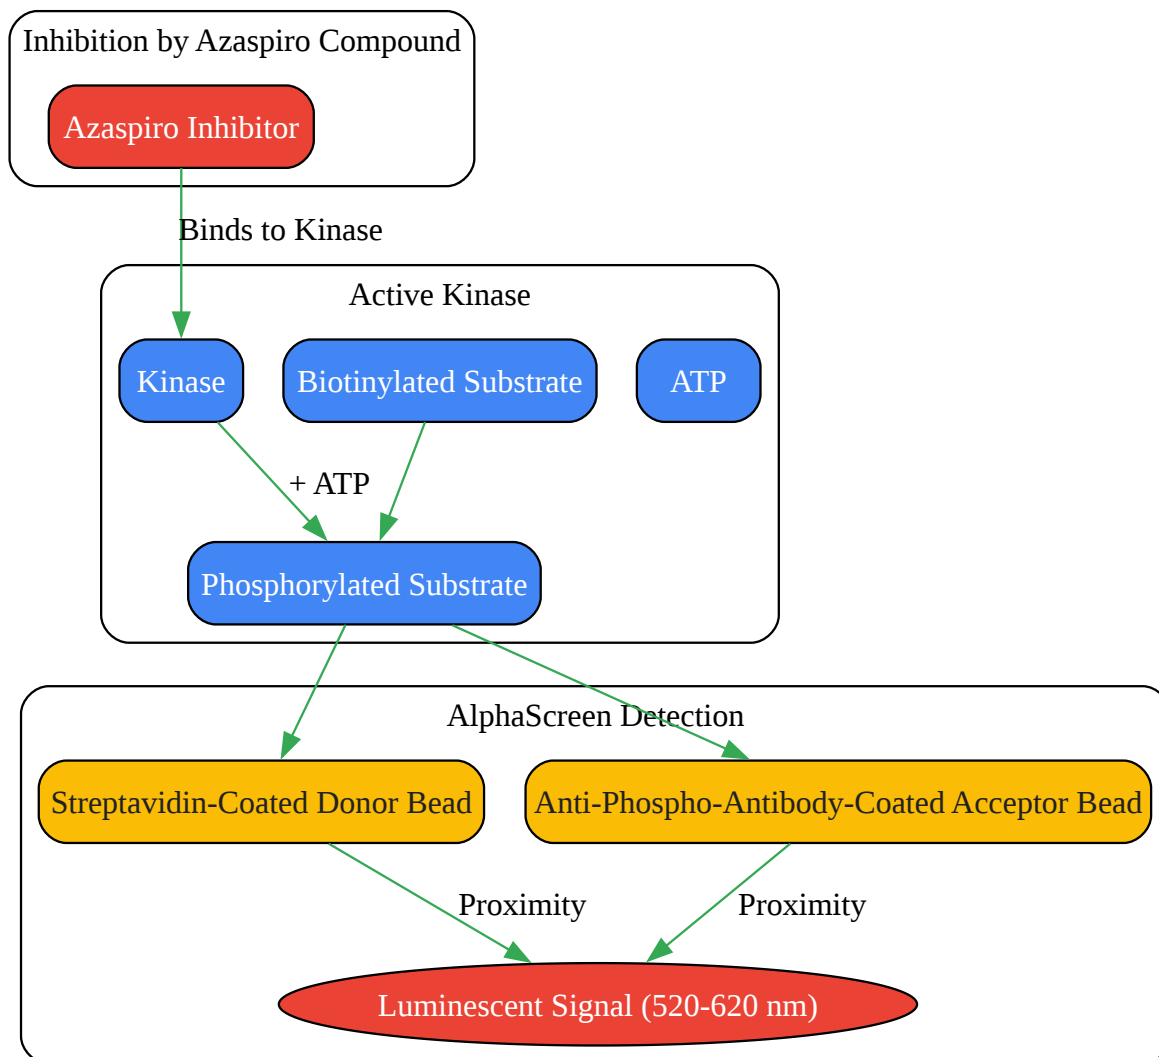 Inhibition by Azaspiro Compound
Azaspiro Inhibitor
Binds to Kinase
Active Kinase
Kinase
Biotinylated Substrate
ATP
+ ATP
Phosphorylated Substrate
AlphaScreen Detection
Streptavidin-Coated Donor Bead
Anti-Phospho-Antibody-Coated Acceptor Bead
Proximity
Proximity
Luminescent Signal (520-620 nm)